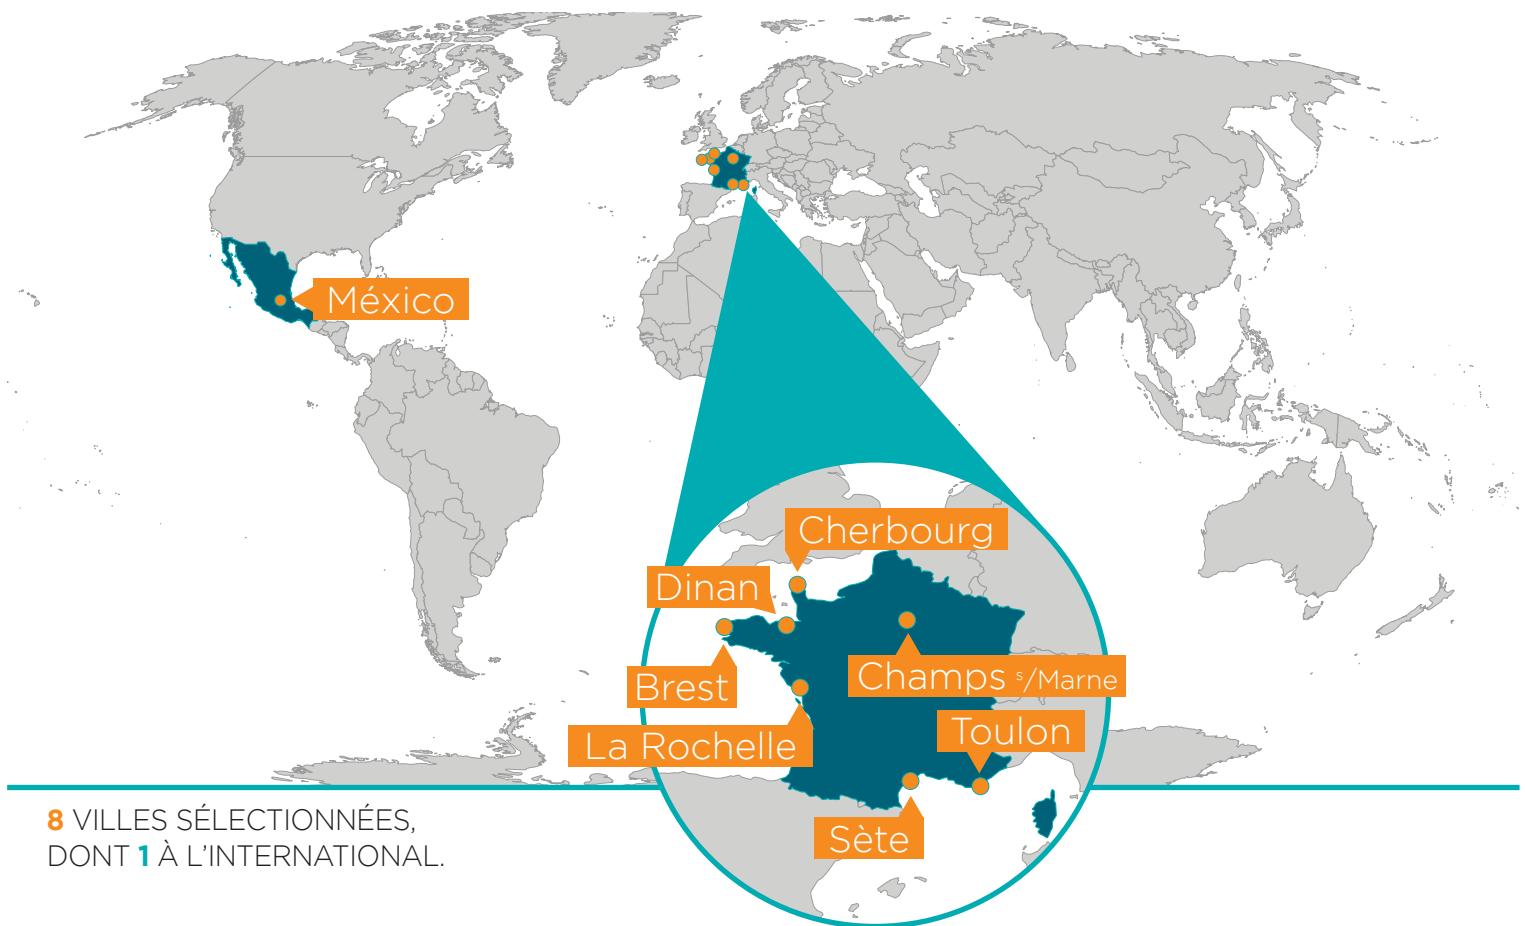 México
Cherbourg
Dinan
Brest
Champs s/Marne
La Rochelle
Toulon
Sète
8 VILLES SÉLECTIONNÉES,
DONT 1 À L'INTERNATIONAL.